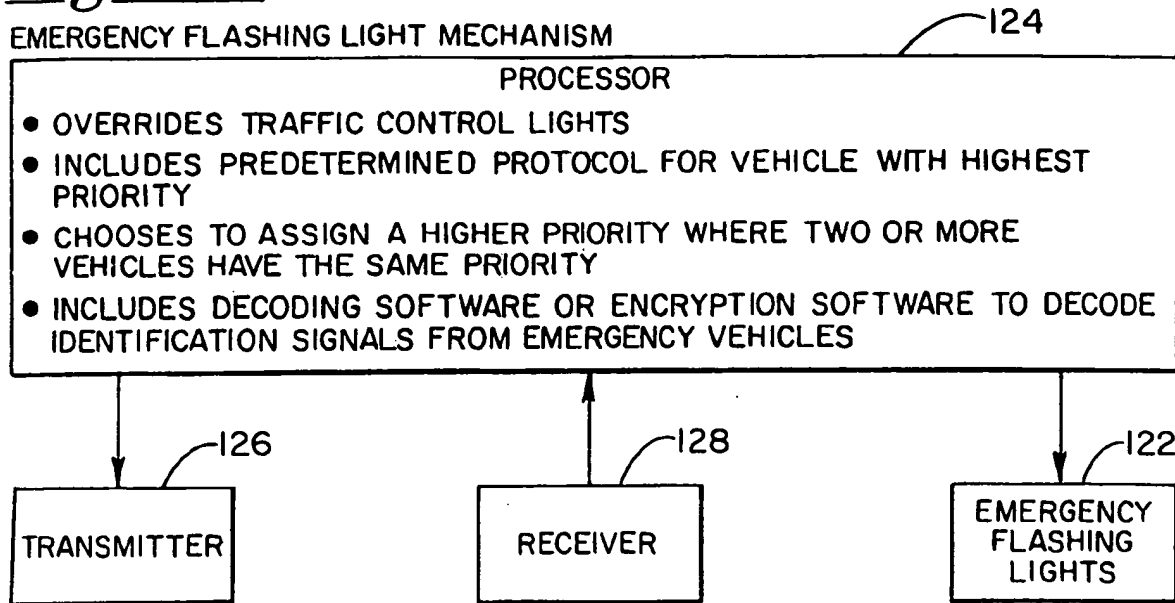 EMERGENCY FLASHING LIGHT MECHANISM
124
PROCESSOR
• OVERRIDES TRAFFIC CONTROL LIGHTS
• INCLUDES PREDETERMINED PROTOCOL FOR VEHICLE WITH HIGHEST
PRIORITY
• CHOOSES TO ASSIGN A HIGHER PRIORITY WHERE TWO OR MORE
VEHICLES HAVE THE SAME PRIORITY
• INCLUDES DECODING SOFTWARE OR ENCRYPTION SOFTWARE TO DECODE
IDENTIFICATION SIGNALS FROM EMERGENCY VEHICLES
126
128
122
TRANSMITTER
RECEIVER
EMERGENCY
FLASHING
LIGHTS